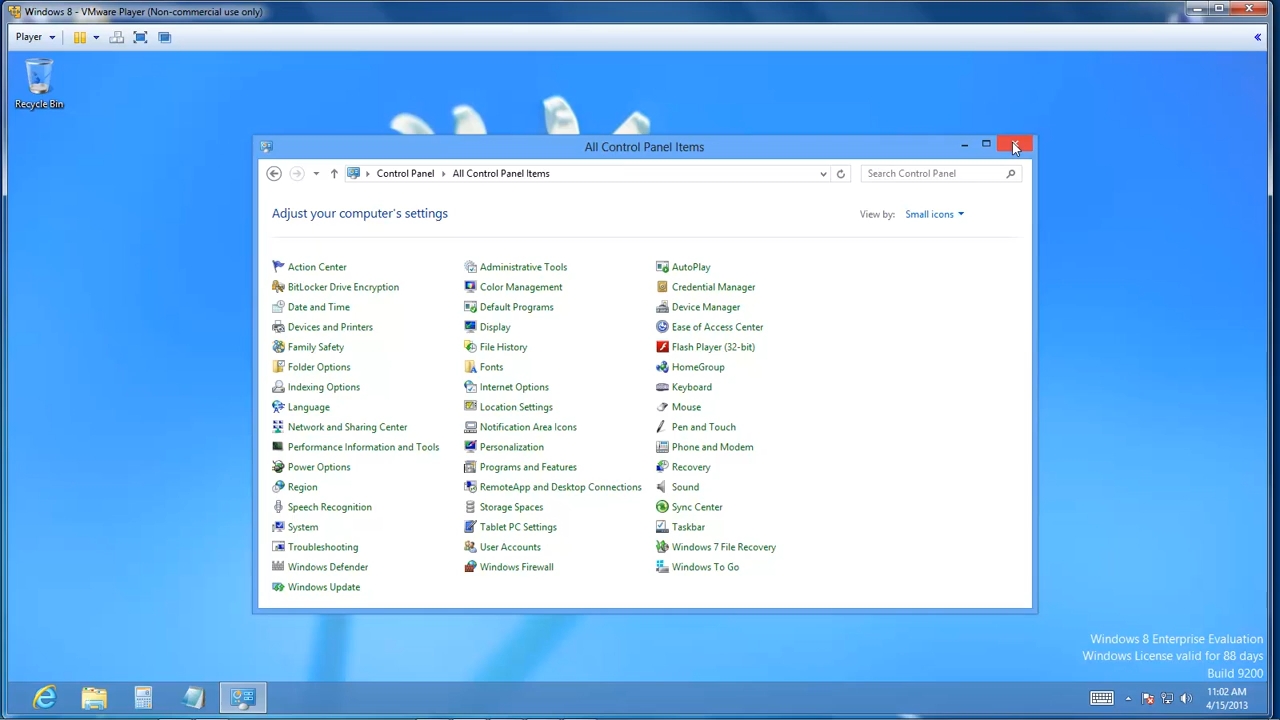 Windows 8 - VMware Player (Non-commercial use only)
Player
Recycle Bin
All Control Panel Items
Control Panel All Control Panel Items
Search Control Panel
Adjust your computer's settings
View by: Small icons
Action Center Administrative Tools AutoPlay
BitLocker Drive Encryption Color Management Credential Manager
Date and Time Default Programs Device Manager
Devices and Printers Display Ease of Access Center
Family Safety File History Flash Player (32-bit)
Folder Options Fonts HomeGroup
Indexing Options Internet Options Keyboard
Language Location Settings Mouse
Network and Sharing Center Notification Area Icons Pen and Touch
Performance Information and Tools Personalization Phone and Modem
Power Options Programs and Features Recovery
Region RemoteApp and Desktop Connections Sound
Speech Recognition Storage Spaces Sync Center
System Tablet PC Settings Taskbar
Troubleshooting User Accounts Windows 7 File Recovery
Windows Defender Windows Firewall Windows To Go
Windows Update
Windows 8 Enterprise Evaluation
Windows License valid for 88 days
Build 9200
11:02 AM
4/15/2013